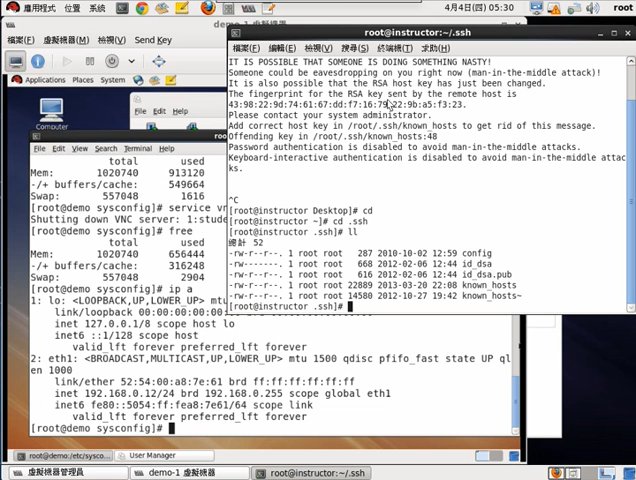 應用程式 位置 系統 4月4日 (四) 05:30 root
demo-1
檔案(F) 虛擬機器(M) 檢視(V) Send Key
Applications Places System
Computer
root@instructor:~/.ssh
檔案(F) 編輯(E) 檢視(V) 搜尋(S) 終端機(T) 求助(H)
IT IS POSSIBLE THAT SOMEONE IS DOING SOMETHING NASTY!
Someone could be eavesdropping on you right now (man-in-the-middle attack)!
It is also possible that the RSA host key has just been changed.
The fingerprint for the RSA key sent by the remote host is
43:98:22:9d:74:61:67:dd:f7:16:79:22:9b:a5:f3:23.
Please contact your system administrator.
Add correct host key in /root/.ssh/known_hosts to get rid of this message.
Offending key in /root/.ssh/known_hosts:48
Password authentication is disabled to avoid man-in-the-middle attacks.
Keyboard-interactive authentication is disabled to avoid man-in-the-middle attac
ks.
^C
[root@instructor Desktop]# cd
[root@instructor ~]# cd .ssh
[root@instructor .ssh]# ll
總計 52
-rw-r--r--. 1 root root 287 2010-10-02 12:59 config
-rw-------. 1 root root 668 2012-02-06 12:44 id_dsa
-rw-r--r--. 1 root root 616 2012-02-06 12:44 id_dsa.pub
-rw-r--r--. 1 root root 22889 2013-03-20 22:08 known_hosts
-rw-r--r--. 1 root root 14580 2012-10-27 19:42 known_hosts~
[root@instructor .ssh]#
File Edit View Search Terminal Help
total used
Mem: 1020740 913120
-/+ buffers/cache: 549664
Swap: 557048 1616
[root@demo sysconfig]# service vn
Shutting down VNC server: 1:stude
[root@demo sysconfig]# free
total used
Mem: 1020740 656444
-/+ buffers/cache: 316248
Swap: 557048 2904
[root@demo sysconfig]# ip a
1: lo: <LOOPBACK,UP,LOWER_UP> mtu
link/loopback 00:00:00:00:00:
inet 127.0.0.1/8 scope host lo
inet6 ::1/128 scope host
valid_lft forever preferred_lft forever
2: eth1: <BROADCAST,MULTICAST,UP,LOWER_UP> mtu 1500 qdisc pfifo_fast state UP ql
en 1000
link/ether 52:54:00:a8:7e:61 brd ff:ff:ff:ff:ff:ff
inet 192.168.0.12/24 brd 192.168.0.255 scope global eth1
inet6 fe80::5054:ff:fea8:7e61/64 scope link
valid_lft forever preferred_lft forever
[root@demo sysconfig]#
root@demo:/etc/sysco... User Manager
虛擬機器管理員 demo-1 虛擬機器 root@instructor:~/.ssh
root